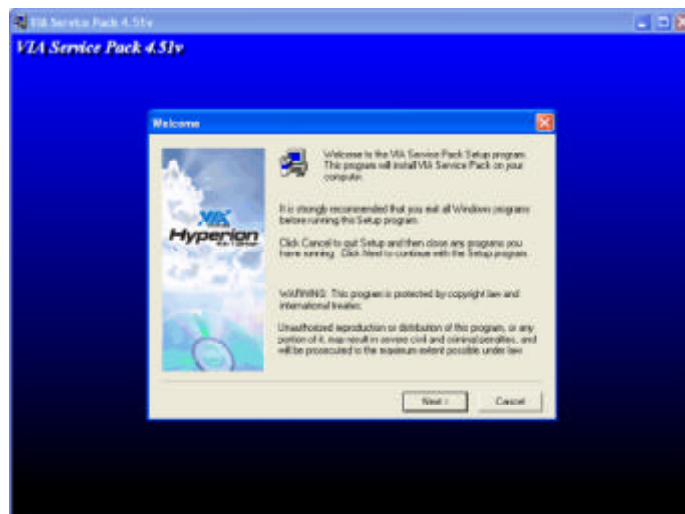 VIA Service Pack 4.51v
VIA Service Pack 4.51v
Welcome
Welcome to the VIA Service Pack Setup program.
This program will install VIA Service Pack on your
computer.
It is strongly recommended that you exit all Windows programs
before running this Setup program.
Click Cancel to quit Setup and then close any programs you
have running. Click Next to continue with the Setup program.
WARNING: This program is protected by copyright law and
international treaties.
Unauthorized reproduction or distribution of this program, or any
portion of it, may result in severe civil and criminal penalties, and
will be prosecuted to the maximum extent possible under law.
VIA
Hyperion
Next >
Cancel